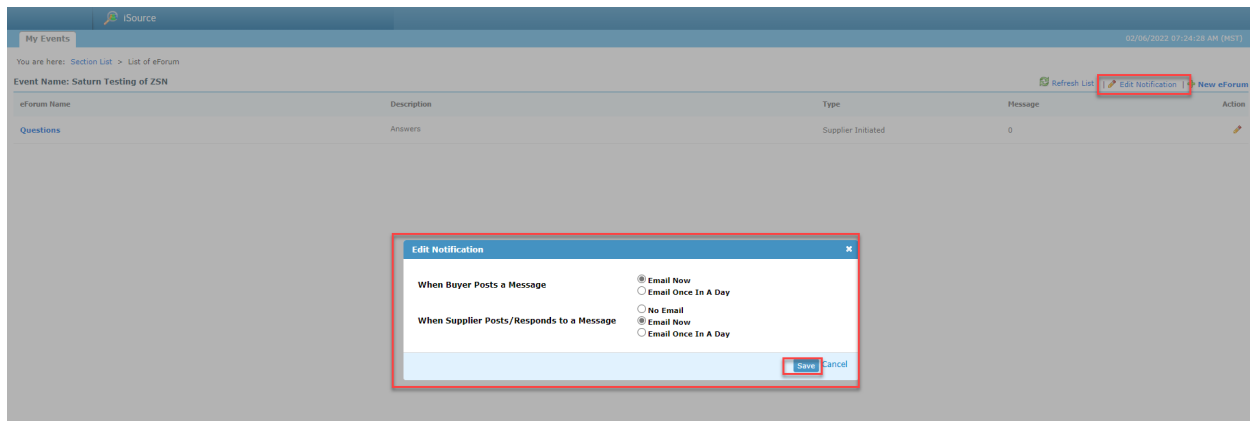 iSource
My Events
02/06/2022 07:24:28 AM (MST)
You are here: Section List > List of eForum
Event Name: Saturn Testing of ZSN
Refresh List | Edit Notification | New eForum
eForum Name Description Type Message Action
Questions Answers Supplier Initiated 0
Edit Notification
When Buyer Posts a Message
Email Now
Email Once In A Day
When Supplier Posts/Responds to a Message
No Email
Email Now
Email Once In A Day
Save Cancel